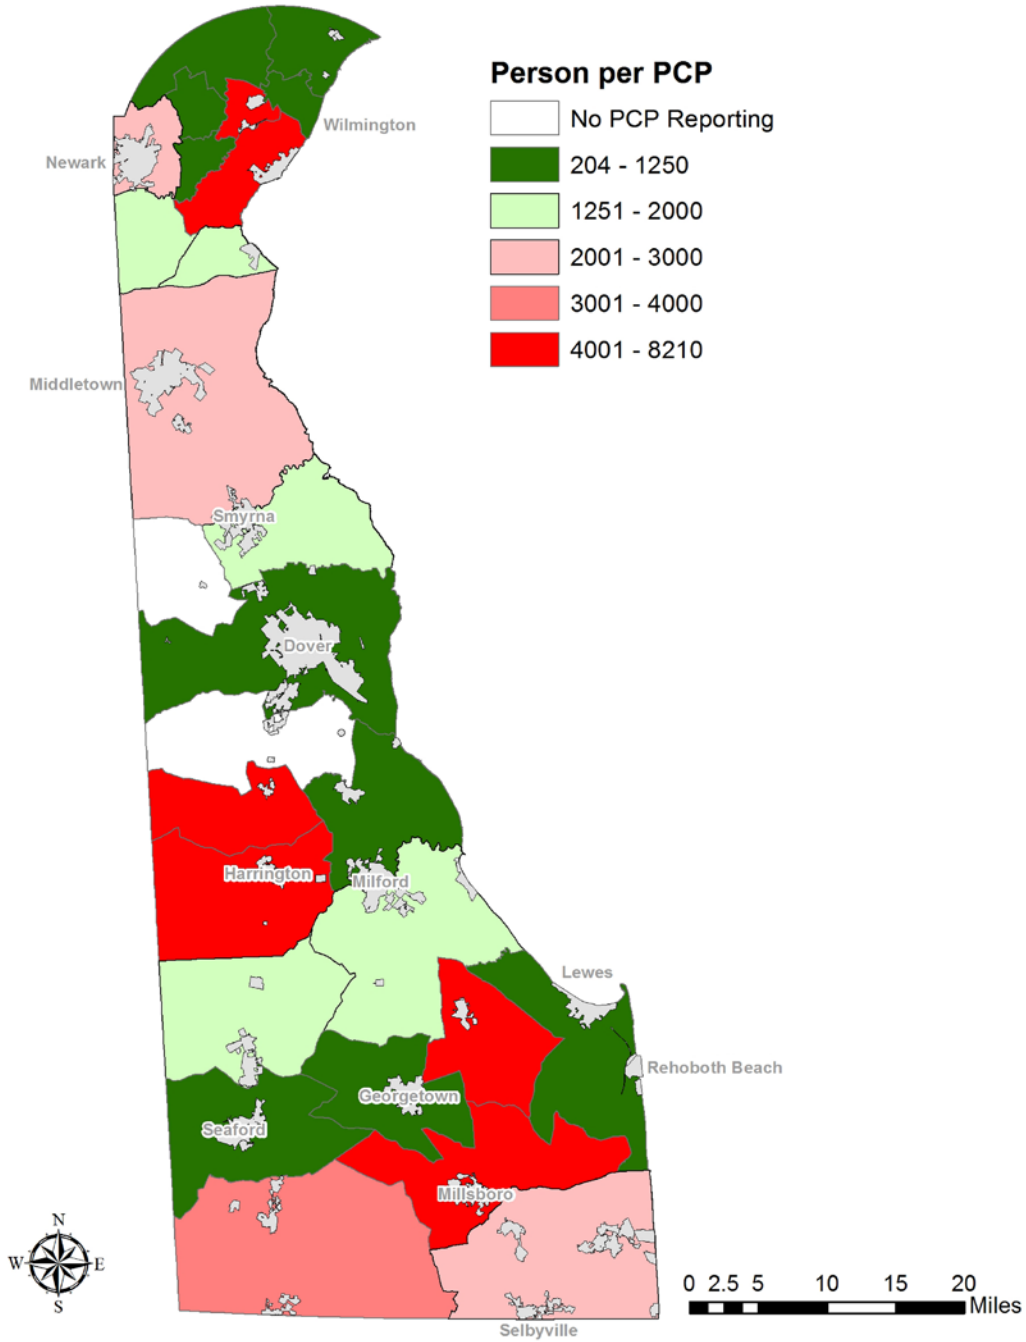 Person per PCP
No PCP Reporting
204 - 1250
1251 - 2000
2001 - 3000
3001 - 4000
4001 - 8210
Wilmington
Newark
Middletown
Smyrna
Dover
Harrington
Milford
Lewes
Rehoboth Beach
Georgetown
Seaford
Millsboro
Selbyville
N
W E
S
0 2.5 5 10 15 20
Miles